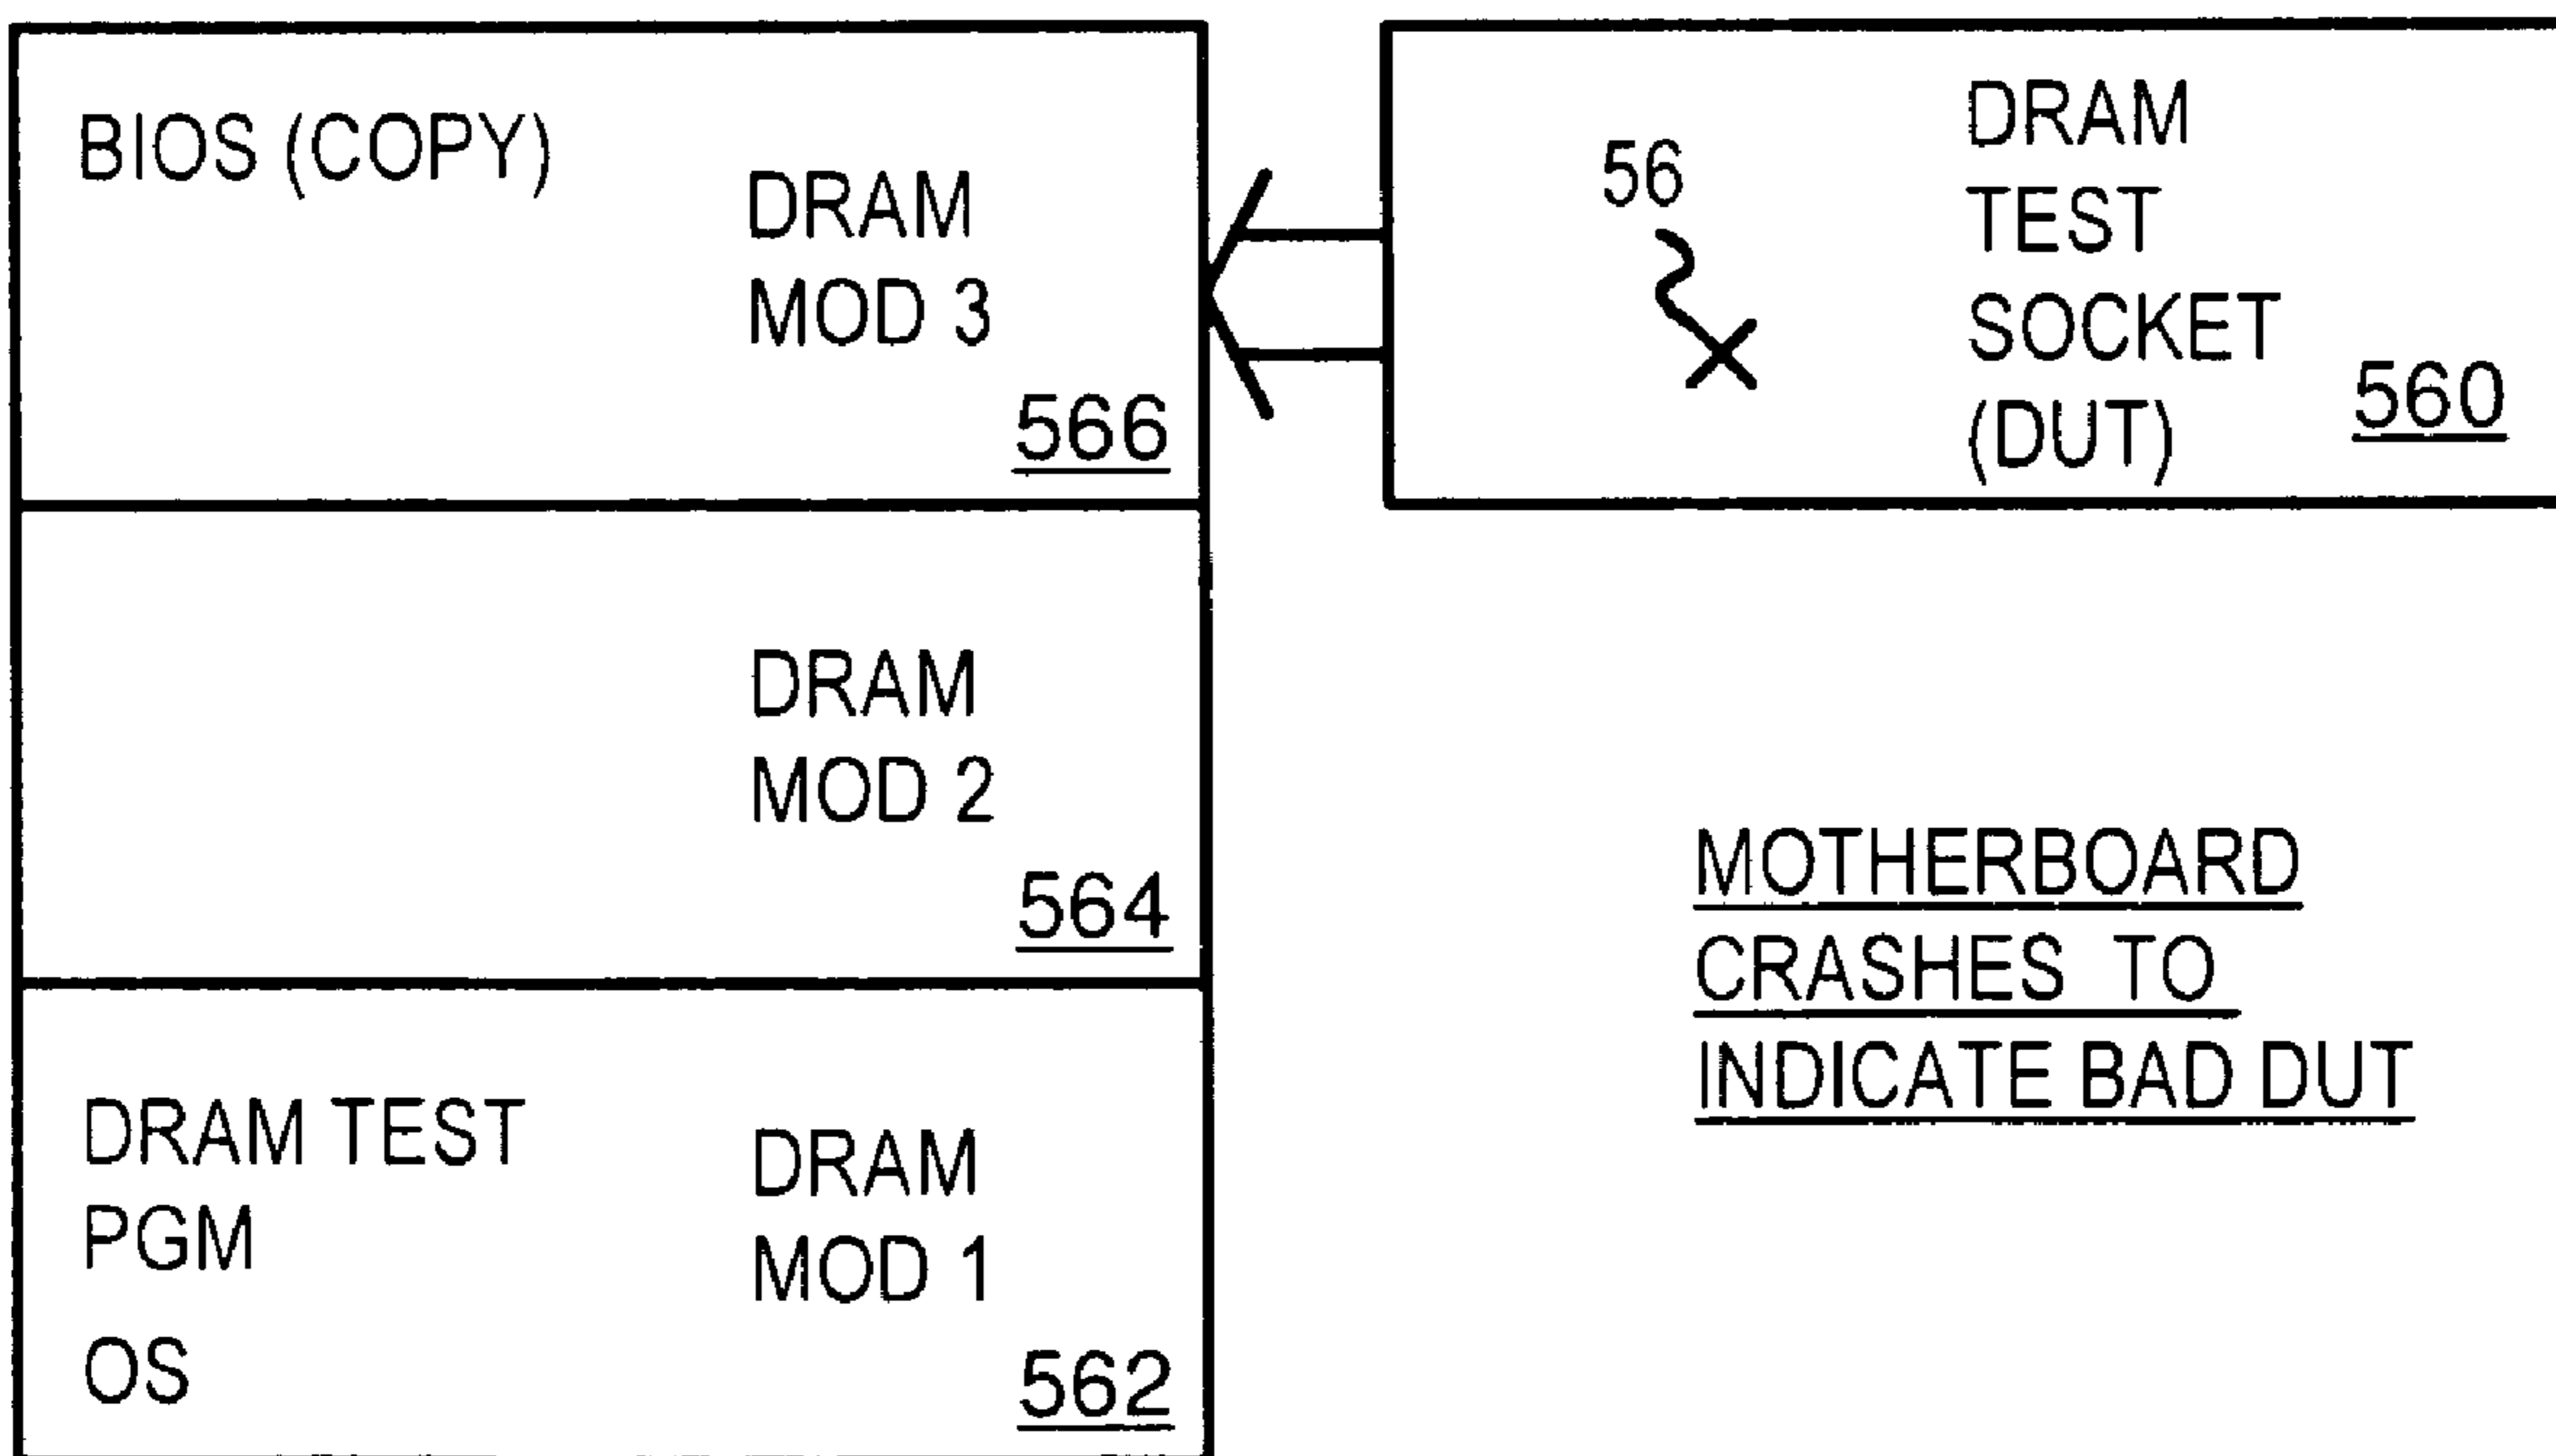 BIOS (COPY)
DRAM
MOD 3
566
56
DRAM
TEST
SOCKET
(DUT)
560
DRAM
MOD 2
564
MOTHERBOARD
CRASHES TO
INDICATE BAD DUT
DRAM TEST
PGM
OS
DRAM
MOD 1
562